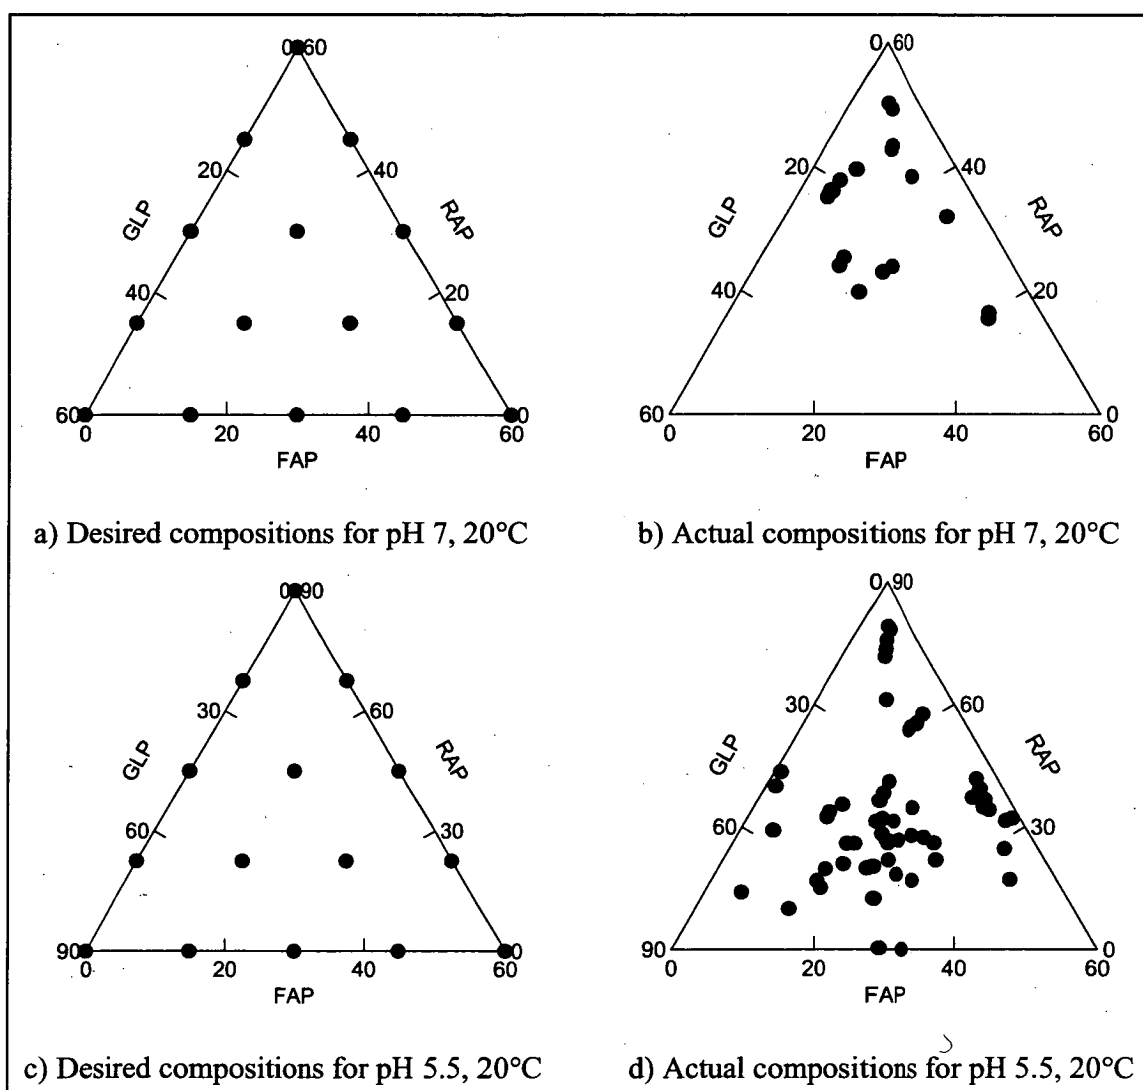 0 60
20
40
GLP
RAP
40
20
60
0
0
20
40
60
FAP
a) Desired compositions for pH 7, 20°C
0 60
20
40
GLP
RAP
40
20
60
0
0
20
40
60
FAP
b) Actual compositions for pH 7, 20°C
0 90
30
60
GLP
RAP
60
30
90
0
0
20
40
60
FAP
c) Desired compositions for pH 5.5, 20°C
0 90
30
60
GLP
RAP
60
30
90
0
0
20
40
60
FAP
d) Actual compositions for pH 5.5, 20°C